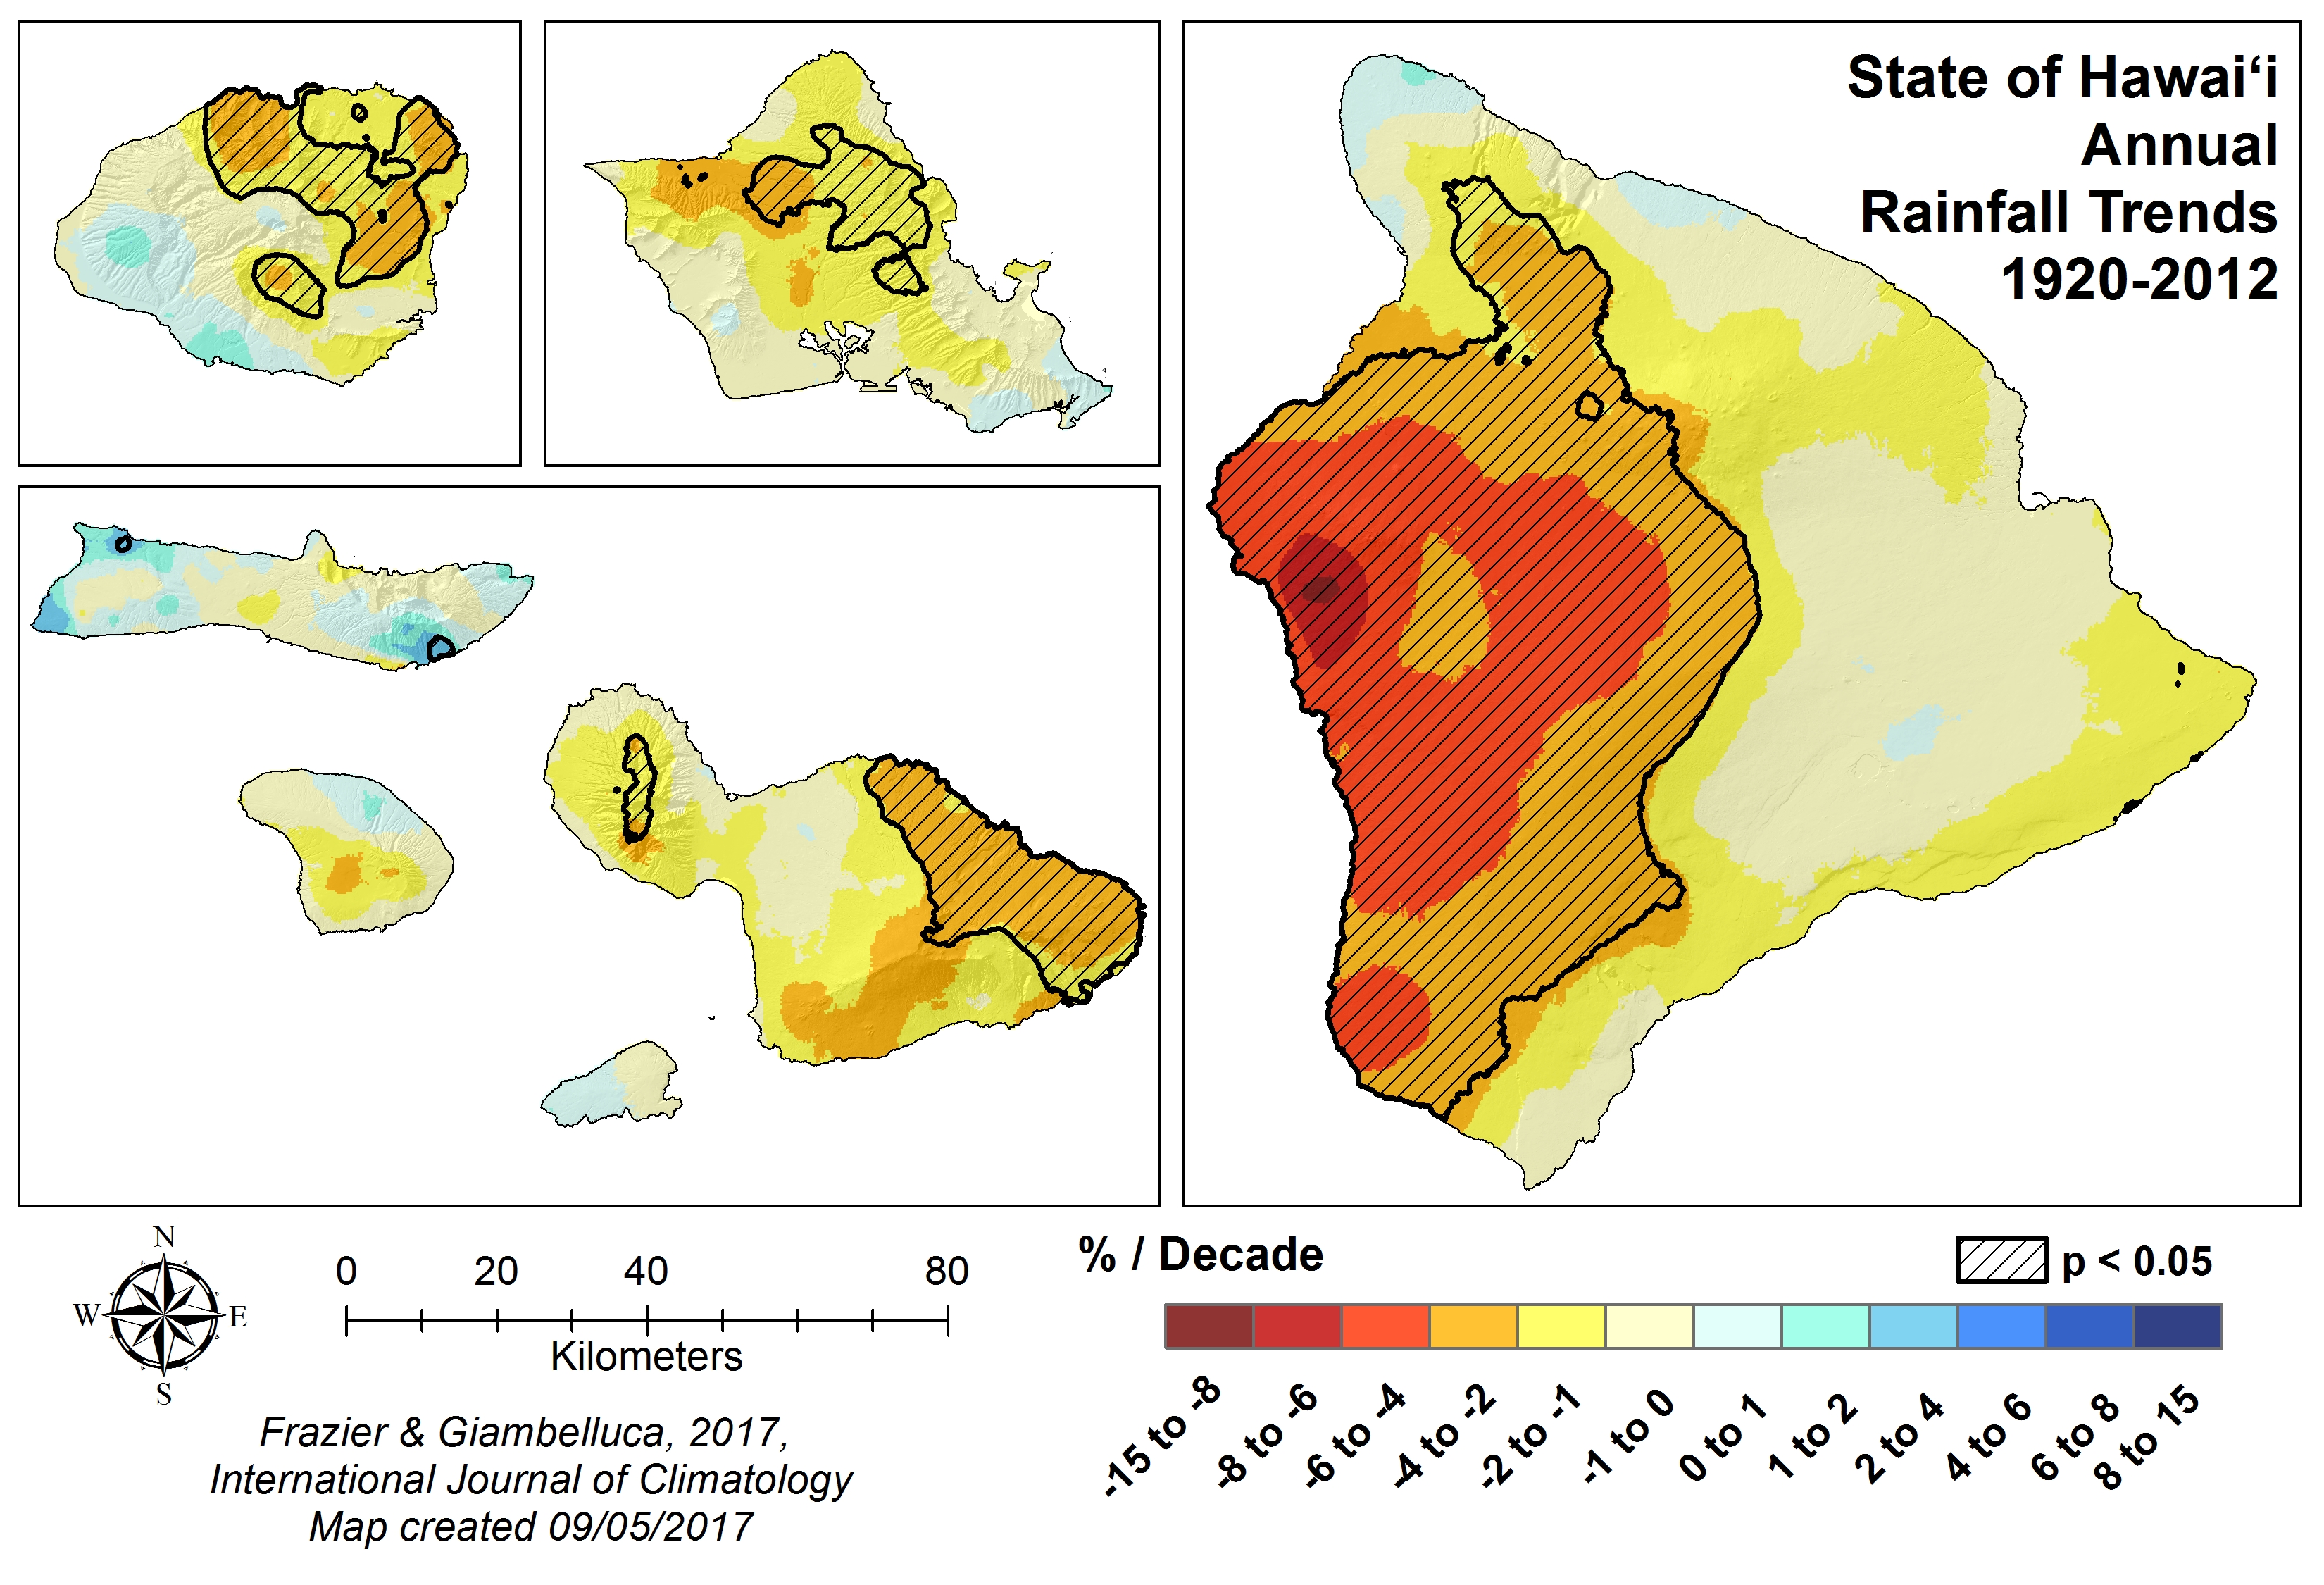 State of Hawai‘i
Annual
Rainfall Trends
1920-2012
N
W E
S
0 20 40 80
Kilometers
Frazier & Giambelluca, 2017,
International Journal of Climatology
Map created 09/05/2017
% / Decade
p < 0.05
-15 to -8
-8 to -6
-6 to -4
-4 to -2
-2 to -1
-1 to 0
0 to 1
1 to 2
2 to 4
4 to 6
6 to 8
8 to 15